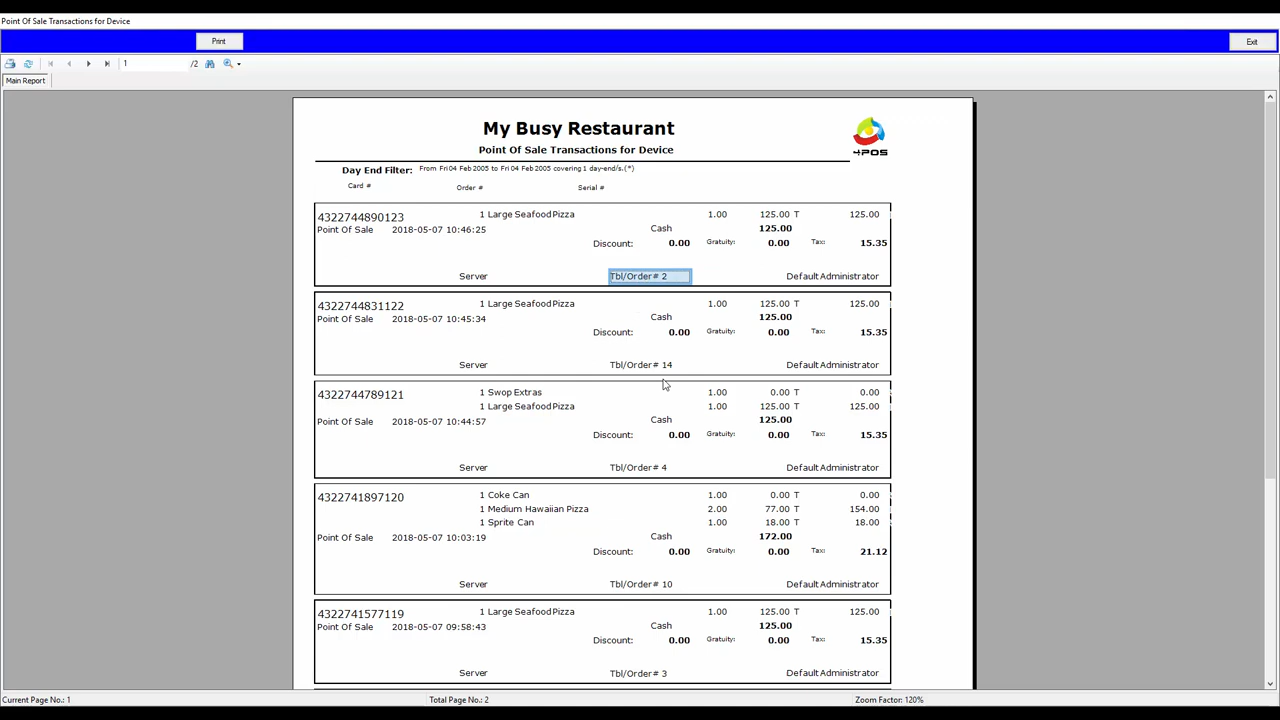 Point Of Sale Transactions for Device
Print
Exit
1 /2
Main Report
My Busy Restaurant
4POS
Point Of Sale Transactions for Device
Day End Filter: From Fri 04 Feb 2005 to Fri 04 Feb 2005 covering 1 day-end/s.(*)
Card # Order # Serial #
4322744890123 1 Large Seafood Pizza 1.00 125.00 T 125.00
Point Of Sale 2018-05-07 10:46:25 Cash 125.00
Discount: 0.00 Gratuity: 0.00 Tax: 15.35
Server Tbl/Order# 2 Default Administrator
4322744831122 1 Large Seafood Pizza 1.00 125.00 T 125.00
Point Of Sale 2018-05-07 10:45:34 Cash 125.00
Discount: 0.00 Gratuity: 0.00 Tax: 15.35
Server Tbl/Order# 14 Default Administrator
4322744789121 1 Swop Extras 1.00 0.00 T 0.00
1 Large Seafood Pizza 1.00 125.00 T 125.00
Point Of Sale 2018-05-07 10:44:57 Cash 125.00
Discount: 0.00 Gratuity: 0.00 Tax: 15.35
Server Tbl/Order# 4 Default Administrator
4322741897120 1 Coke Can 1.00 0.00 T 0.00
1 Medium Hawaiian Pizza 2.00 77.00 T 154.00
1 Sprite Can 1.00 18.00 T 18.00
Point Of Sale 2018-05-07 10:03:19 Cash 172.00
Discount: 0.00 Gratuity: 0.00 Tax: 21.12
Server Tbl/Order# 10 Default Administrator
4322741577119 1 Large Seafood Pizza 1.00 125.00 T 125.00
Point Of Sale 2018-05-07 09:58:43 Cash 125.00
Discount: 0.00 Gratuity: 0.00 Tax: 15.35
Server Tbl/Order# 3 Default Administrator
Current Page No.: 1 Total Page No.: 2 Zoom Factor: 120%